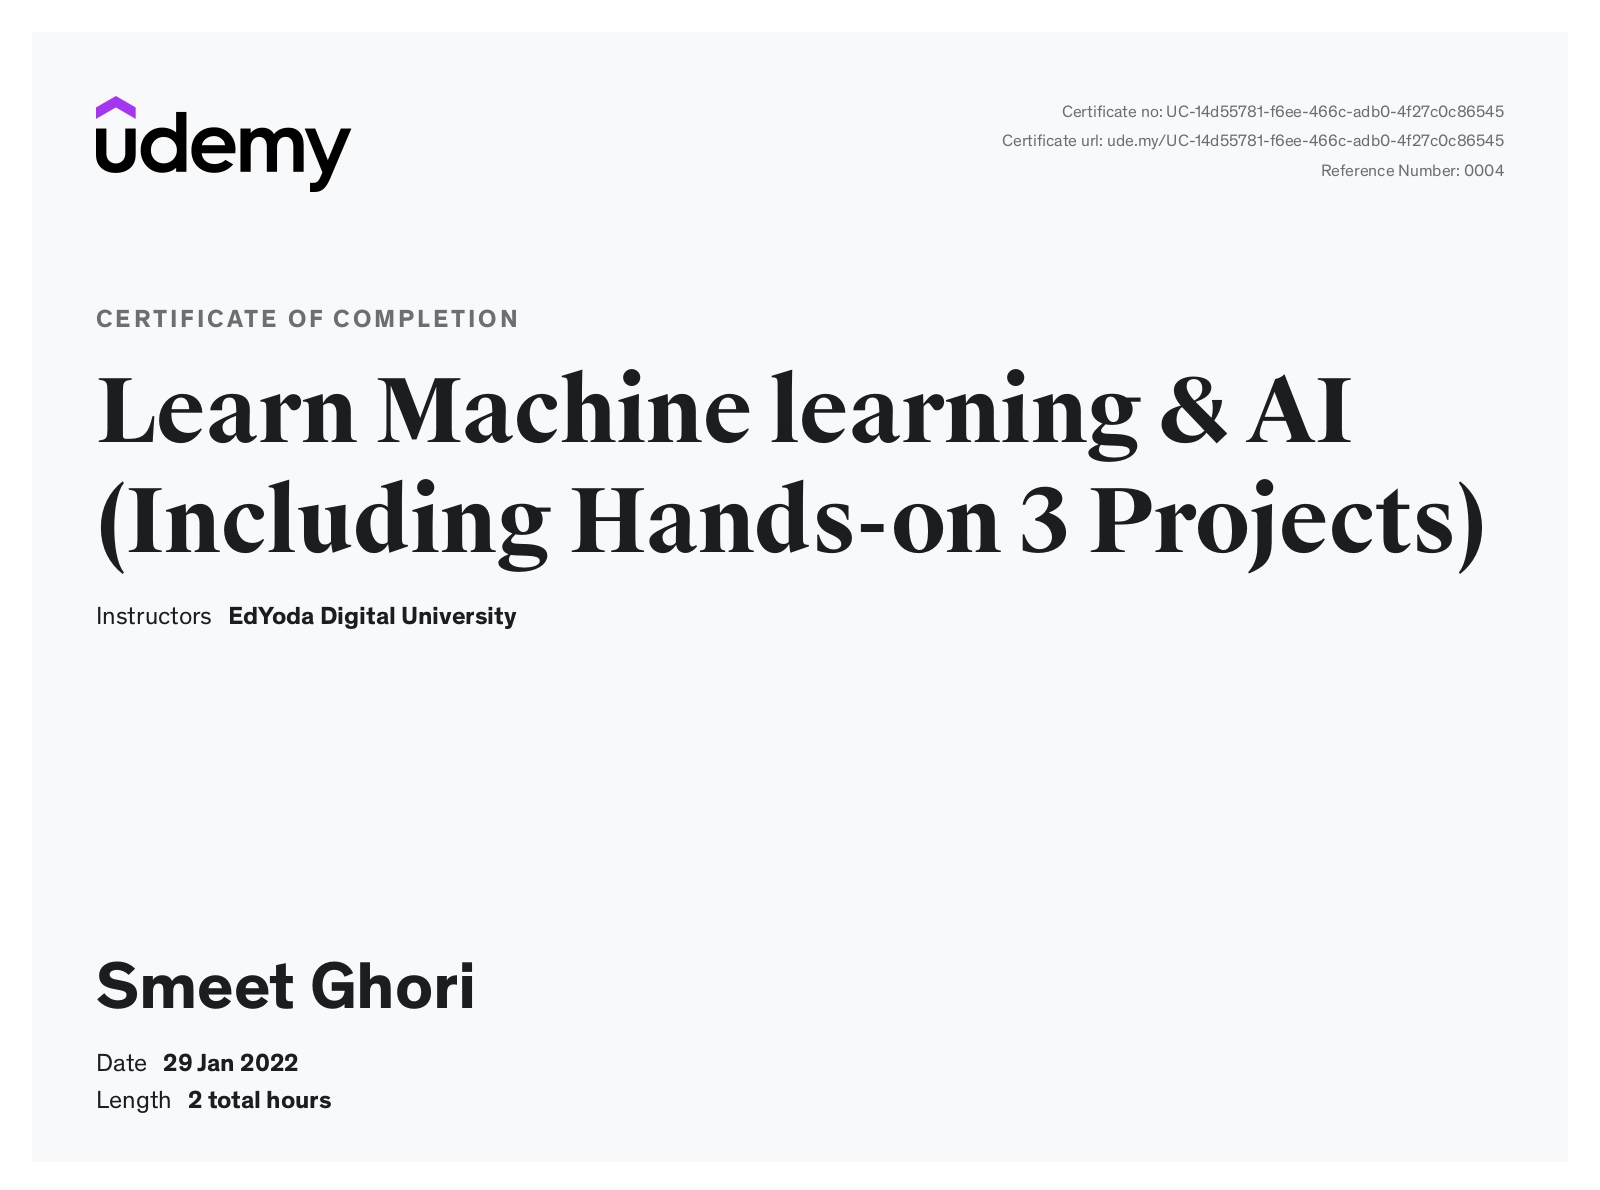 udemy
Certificate no: UC-14d55781-f6ee-466c-adb0-4f27c0c86545
Certificate url: ude.my/UC-14d55781-f6ee-466c-adb0-4f27c0c86545
Reference Number: 0004
CERTIFICATE OF COMPLETION
Learn Machine learning & AI
(Including Hands-on 3 Projects)
Instructors EdYoda Digital University
Smeet Ghori
Date 29 Jan 2022
Length 2 total hours